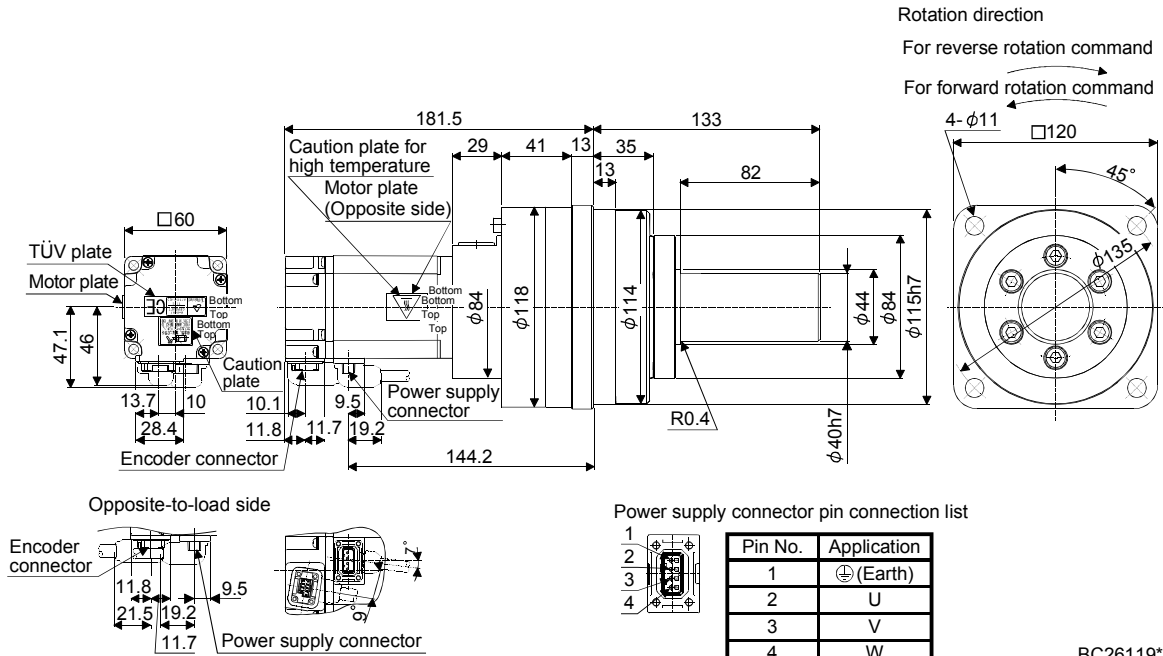 Rotation direction
For reverse rotation command
For forward rotation command
181.5
133
4-ϕ11
□120
29
41
13
35
45°
Caution plate for
high temperature
Motor plate
(Opposite side)
13
82
□60
TÜV plate
Motor plate
Bottom
Top
Bottom
Top
Bottom
Bottom
Top
Top
47.1
46
Caution
plate
13.7
10
28.4
10.1
9.5
11.8
11.7
19.2
Power supply
connector
Encoder connector
144.2
ϕ84
ϕ118
ϕ114
R0.4
ϕ40h7
ϕ44
ϕ84
ϕ115h7
ϕ135
Opposite-to-load side
Encoder
connector
11.8
9.5
21.5
19.2
11.7
Power supply connector
7°
9°
Power supply connector pin connection list
1
2
3
4
Pin No. Application
1 ⏚ (Earth)
2 U
3 V
4 W
BC26119*